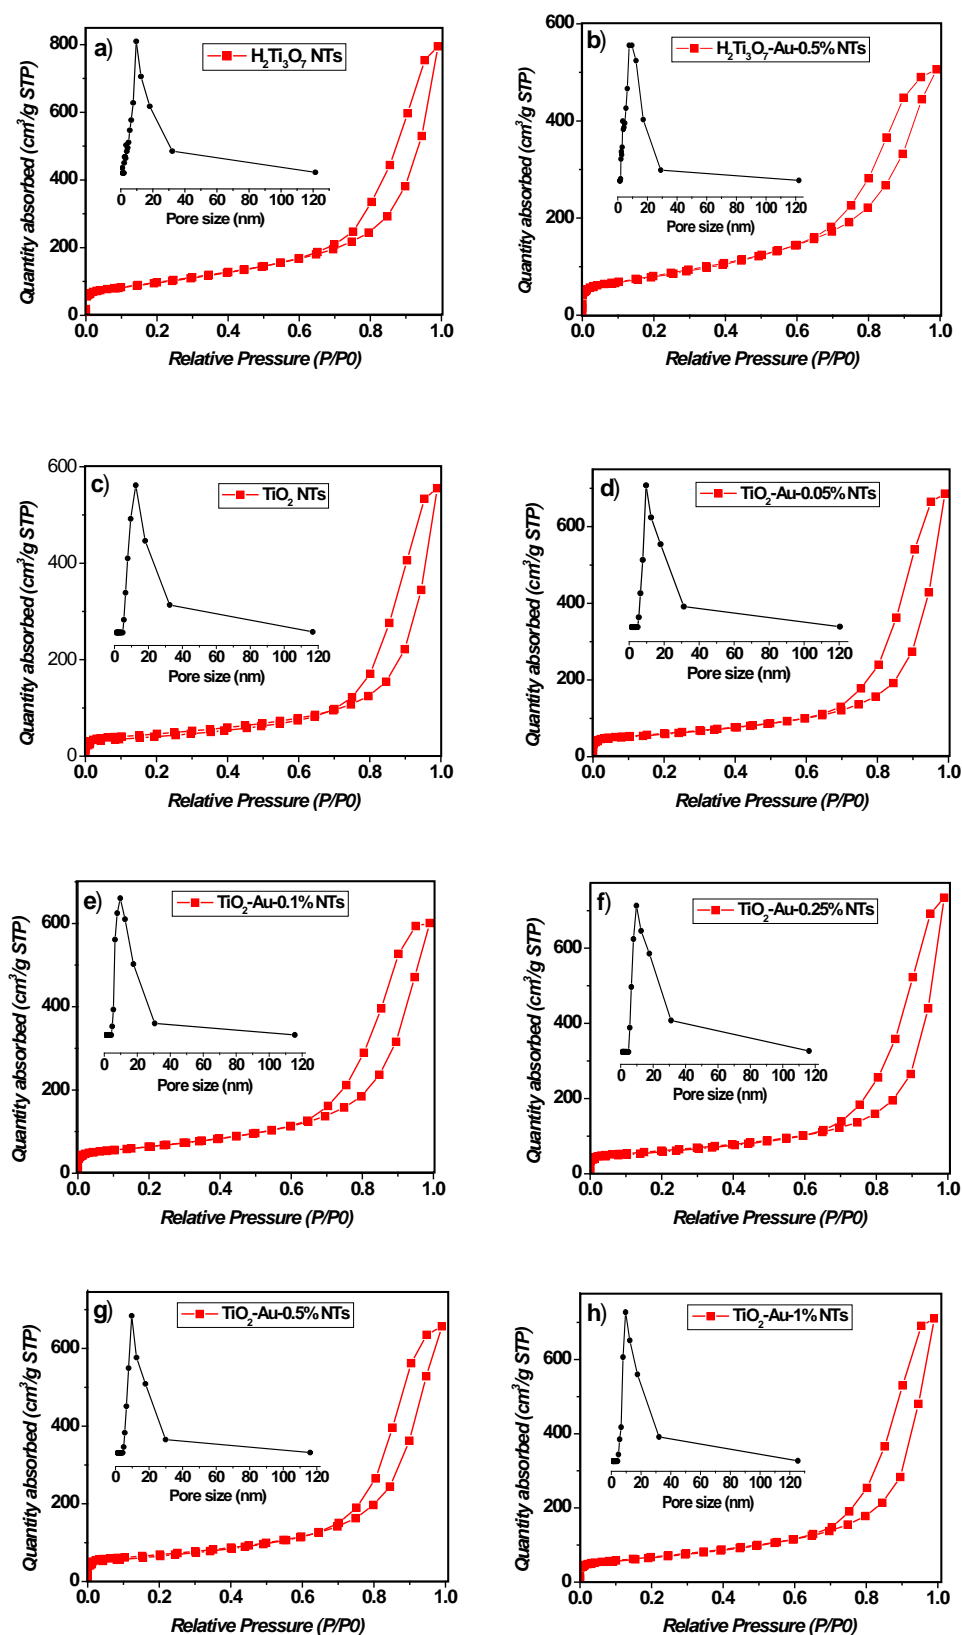 a)
H2Ti3O7 NTs
Quantity absorbed (cm3/g STP)
800
600
400
200
0
0 20 40 60 80 100 120
Pore size (nm)
0.0 0.2 0.4 0.6 0.8 1.0
Relative Pressure (P/P0)
b)
H2Ti3O7-Au-0.5% NTs
Quantity absorbed (cm3/g STP)
600
400
200
0
0 20 40 60 80 100 120
Pore size (nm)
0.0 0.2 0.4 0.6 0.8 1.0
Relative Pressure (P/P0)
c)
TiO2 NTs
Quantity absorbed (cm3/g STP)
600
400
200
0
0 20 40 60 80 100 120
Pore size (nm)
0.0 0.2 0.4 0.6 0.8 1.0
Relative Pressure (P/P0)
d)
TiO2-Au-0.05% NTs
Quantity absorbed (cm3/g STP)
600
400
200
0
0 20 40 60 80 100 120
Pore size (nm)
0.0 0.2 0.4 0.6 0.8 1.0
Relative Pressure (P/P0)
e)
TiO2-Au-0.1% NTs
Quantity absorbed (cm3/g STP)
600
400
200
0
0 20 40 60 80 100 120
Pore size (nm)
0.0 0.2 0.4 0.6 0.8 1.0
Relative Pressure (P/P0)
f)
TiO2-Au-0.25% NTs
Quantity absorbed (cm3/g STP)
600
400
200
0
0 20 40 60 80 100 120
Pore size (nm)
0.0 0.2 0.4 0.6 0.8 1.0
Relative Pressure (P/P0)
g)
TiO2-Au-0.5% NTs
Quantity absorbed (cm3/g STP)
600
400
200
0
0 20 40 60 80 100 120
Pore size (nm)
0.0 0.2 0.4 0.6 0.8 1.0
Relative Pressure (P/P0)
h)
TiO2-Au-1% NTs
Quantity absorbed (cm3/g STP)
600
400
200
0
0 20 40 60 80 100 120
Pore size (nm)
0.0 0.2 0.4 0.6 0.8 1.0
Relative Pressure (P/P0)